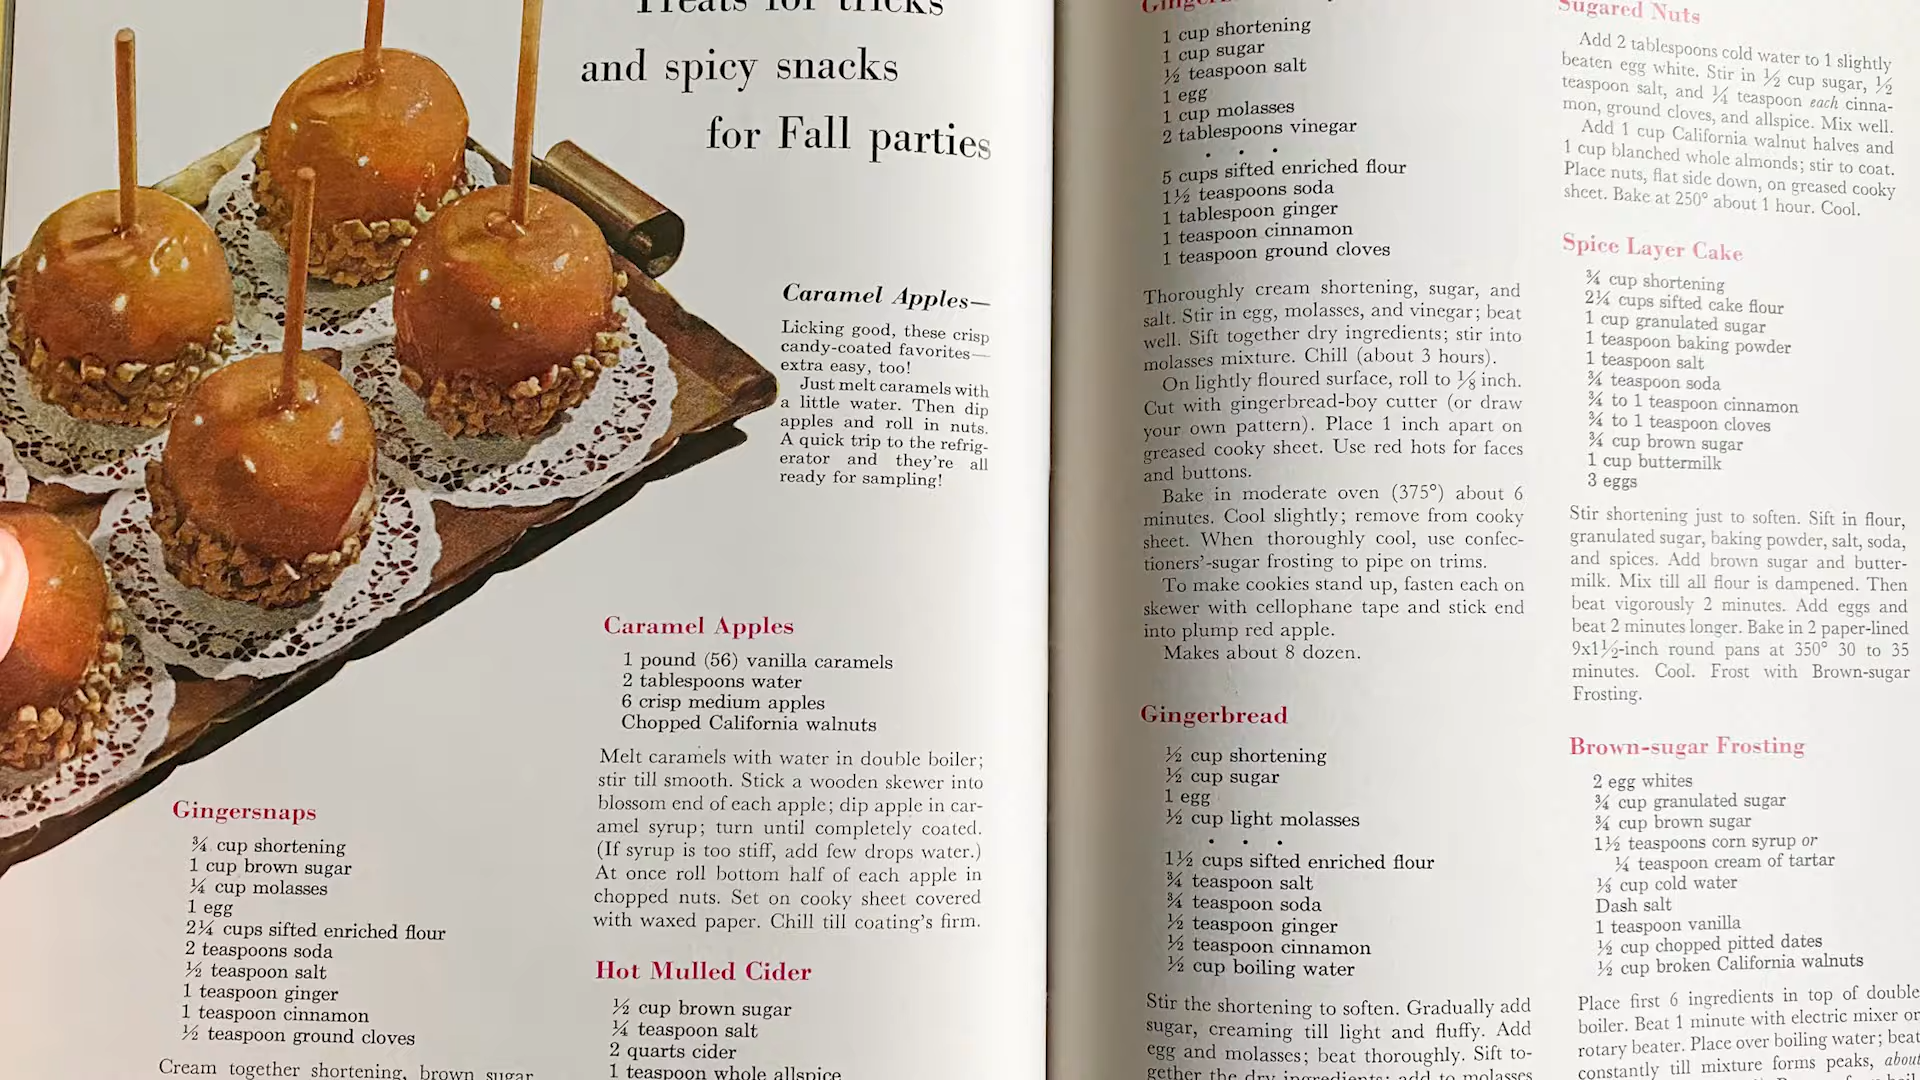 Treats for tricks
and spicy snacks
for Fall parties
Caramel Apples—
Licking good, these crisp
candy-coated favorites—
extra easy, too!
Just melt caramels with
a little water. Then dip
apples and roll in nuts.
A quick trip to the refrig-
erator and they're all
ready for sampling!
Caramel Apples
1 pound (56) vanilla caramels
2 tablespoons water
6 crisp medium apples
Chopped California walnuts
Melt caramels with water in double boiler;
stir till smooth. Stick a wooden skewer into
blossom end of each apple; dip apple in car-
amel syrup; turn until completely coated.
(If syrup is too stiff, add few drops water.)
At once roll bottom half of each apple in
chopped nuts. Set on cooky sheet covered
with waxed paper. Chill till coating's firm.
Gingersnaps
¾ cup shortening
1 cup brown sugar
¼ cup molasses
1 egg
2¼ cups sifted enriched flour
2 teaspoons soda
½ teaspoon salt
1 teaspoon ginger
1 teaspoon cinnamon
½ teaspoon ground cloves
Cream together shortening, brown sugar
Hot Mulled Cider
½ cup brown sugar
¼ teaspoon salt
2 quarts cider
1 teaspoon whole allspice
1 cup shortening
1 cup sugar
½ teaspoon salt
1 egg
1 cup molasses
2 tablespoons vinegar
• • •
5 cups sifted enriched flour
1½ teaspoons soda
1 tablespoon ginger
1 teaspoon cinnamon
1 teaspoon ground cloves
Thoroughly cream shortening, sugar, and
salt. Stir in egg, molasses, and vinegar; beat
well. Sift together dry ingredients; stir into
molasses mixture. Chill (about 3 hours).
On lightly floured surface, roll to ⅛ inch.
Cut with gingerbread-boy cutter (or draw
your own pattern). Place 1 inch apart on
greased cooky sheet. Use red hots for faces
and buttons.
Bake in moderate oven (375°) about 6
minutes. Cool slightly; remove from cooky
sheet. When thoroughly cool, use confec-
tioners'-sugar frosting to pipe on trims.
To make cookies stand up, fasten each on
skewer with cellophane tape and stick end
into plump red apple.
Makes about 8 dozen.
Gingerbread
½ cup shortening
½ cup sugar
1 egg
½ cup light molasses
• • •
1½ cups sifted enriched flour
¾ teaspoon salt
¾ teaspoon soda
½ teaspoon ginger
½ teaspoon cinnamon
½ cup boiling water
Stir the shortening to soften. Gradually add
sugar, creaming till light and fluffy. Add
egg and molasses; beat thoroughly. Sift to-
gether the dry ingredients; add to molasses
Sugared Nuts
Add 2 tablespoons cold water to 1 slightly
beaten egg white. Stir in ½ cup sugar, ½
teaspoon salt, and ¼ teaspoon each cinna-
mon, ground cloves, and allspice. Mix well.
Add 1 cup California walnut halves and
1 cup blanched whole almonds; stir to coat.
Place nuts, flat side down, on greased cooky
sheet. Bake at 250° about 1 hour. Cool.
Spice Layer Cake
¾ cup shortening
2¼ cups sifted cake flour
1 cup granulated sugar
1 teaspoon baking powder
1 teaspoon salt
¾ teaspoon soda
¾ to 1 teaspoon cinnamon
¾ to 1 teaspoon cloves
¾ cup brown sugar
1 cup buttermilk
3 eggs
Stir shortening just to soften. Sift in flour,
granulated sugar, baking powder, salt, soda,
and spices. Add brown sugar and butter-
milk. Mix till all flour is dampened. Then
beat vigorously 2 minutes. Add eggs and
beat 2 minutes longer. Bake in 2 paper-lined
9x1½-inch round pans at 350° 30 to 35
minutes. Cool. Frost with Brown-sugar
Frosting.
Brown-sugar Frosting
2 egg whites
¾ cup granulated sugar
¾ cup brown sugar
1½ teaspoons corn syrup or
¼ teaspoon cream of tartar
⅓ cup cold water
Dash salt
1 teaspoon vanilla
½ cup chopped pitted dates
½ cup broken California walnuts
Place first 6 ingredients in top of double
boiler. Beat 1 minute with electric mixer or
rotary beater. Place over boiling water; beat
constantly till mixture forms peaks, about